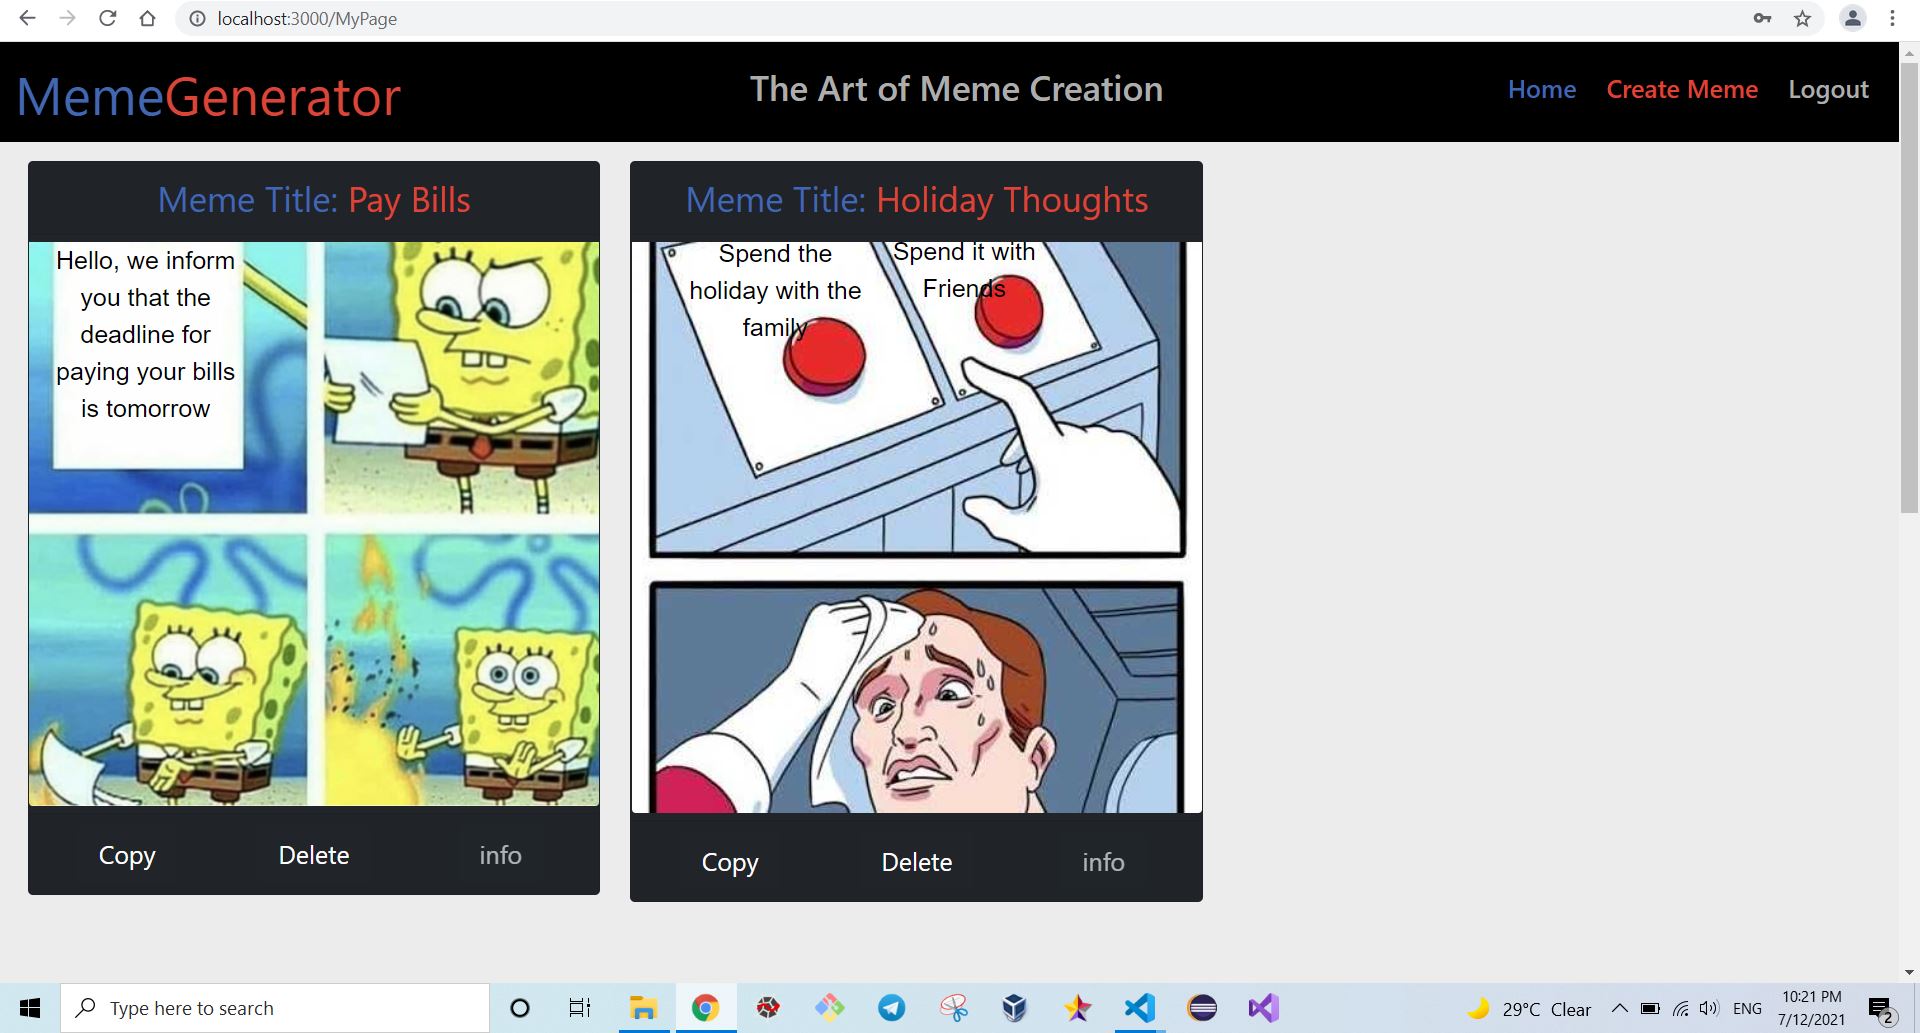 localhost:3000/MyPage
MemeGenerator
The Art of Meme Creation
Home Create Meme Logout
Meme Title: Pay Bills
Hello, we inform
you that the
deadline for
paying your bills
is tomorrow
Copy Delete info
Meme Title: Holiday Thoughts
Spend the
holiday with the
family
Spend it with
Friends
Copy Delete info
Type here to search
29°C Clear
ENG
10:21 PM
7/12/2021
2